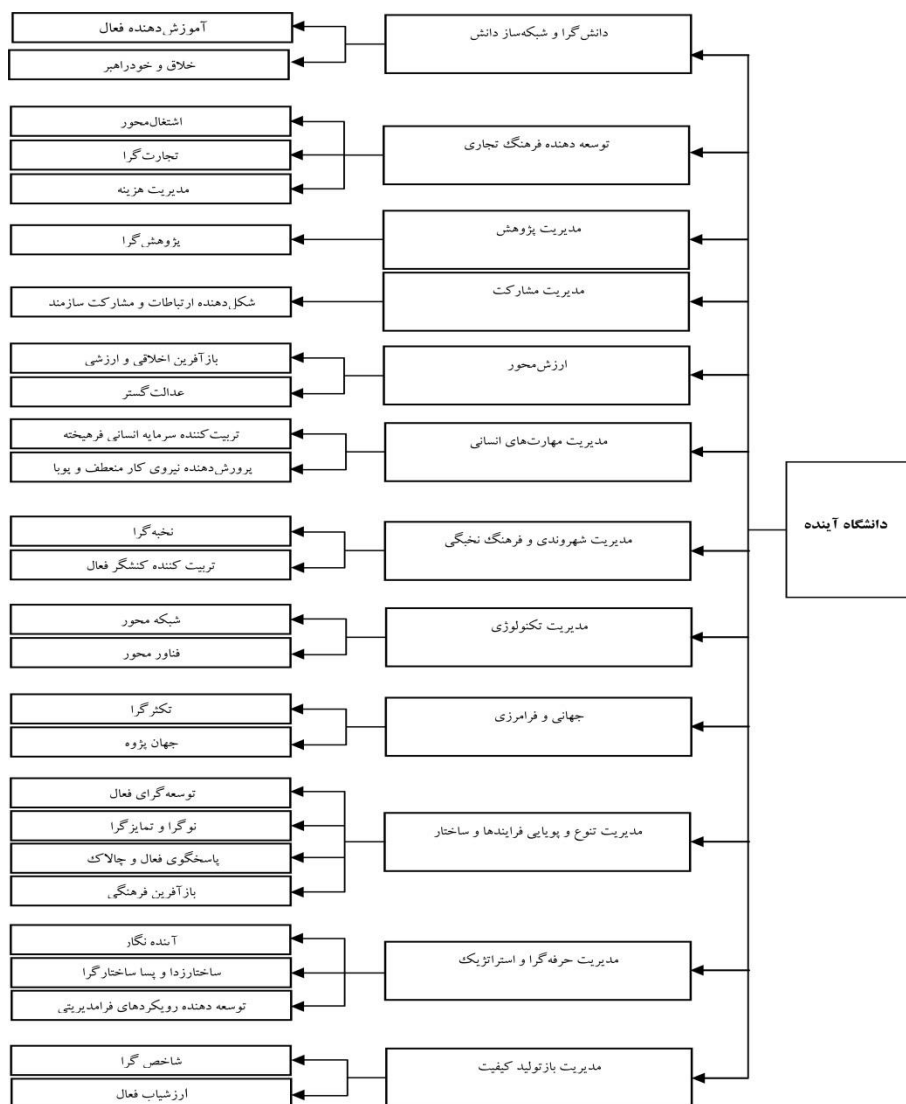 دانشگاه آینده
دانش‌گرا و شبکه‌ساز دانش
آموزش‌دهنده فعال
خلاق و خودراهبر
توسعه دهنده فرهنگ تجاری
اشتغال‌محور
تجارت‌گرا
مدیریت هزینه
مدیریت پژوهش
پژوهش‌گرا
مدیریت مشارکت
شکل‌دهنده ارتباطات و مشارکت سازمند
ارزش‌محور
بازآفرین اخلاقی و ارزشی
عدالت‌گستر
مدیریت مهارت‌های انسانی
تربیت‌کننده سرمایه انسانی فرهیخته
پرورش‌دهنده نیروی کار منعطف و پویا
مدیریت شهروندی و فرهنگ نخبگی
نخبه‌گرا
تربیت کننده کنشگر فعال
مدیریت تکنولوژی
شبکه محور
فناور محور
جهانی و فرامرزی
تکثرگرا
جهان پژوه
مدیریت تنوع و پویایی فرایندها و ساختار
توسعه‌گرای فعال
نوگرا و تمایزگرا
پاسخگوی فعال و چالاک
بازآفرین فرهنگی
مدیریت حرفه‌گرا و استراتژیک
آینده نگار
ساختارزدا و پسا ساختارگرا
توسعه دهنده رویکردهای فرامدیریتی
مدیریت بازتولید کیفیت
شاخص گرا
ارزشیاب فعال